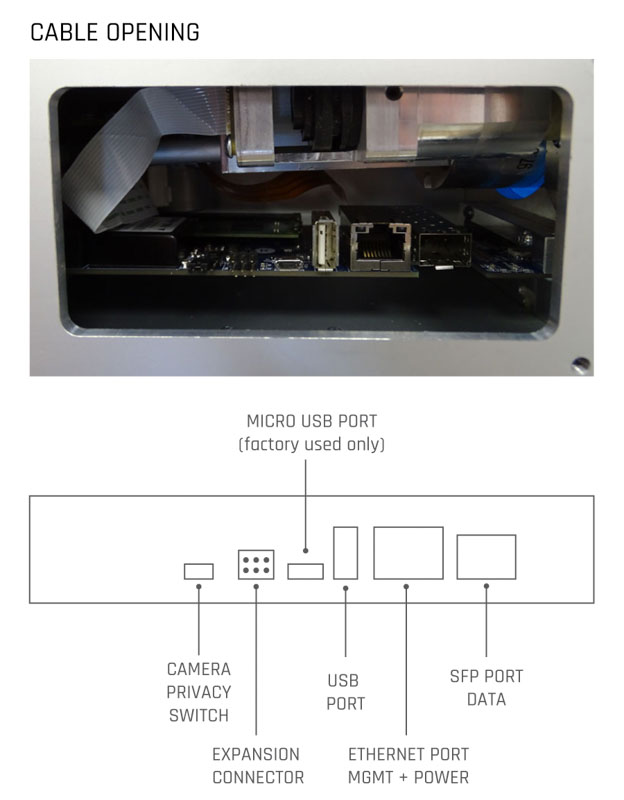 CABLE OPENING
MICRO USB PORT
(factory used only)
CAMERA
PRIVACY
SWITCH
USB
PORT
SFP PORT
DATA
EXPANSION
CONNECTOR
ETHERNET PORT
MGMT + POWER